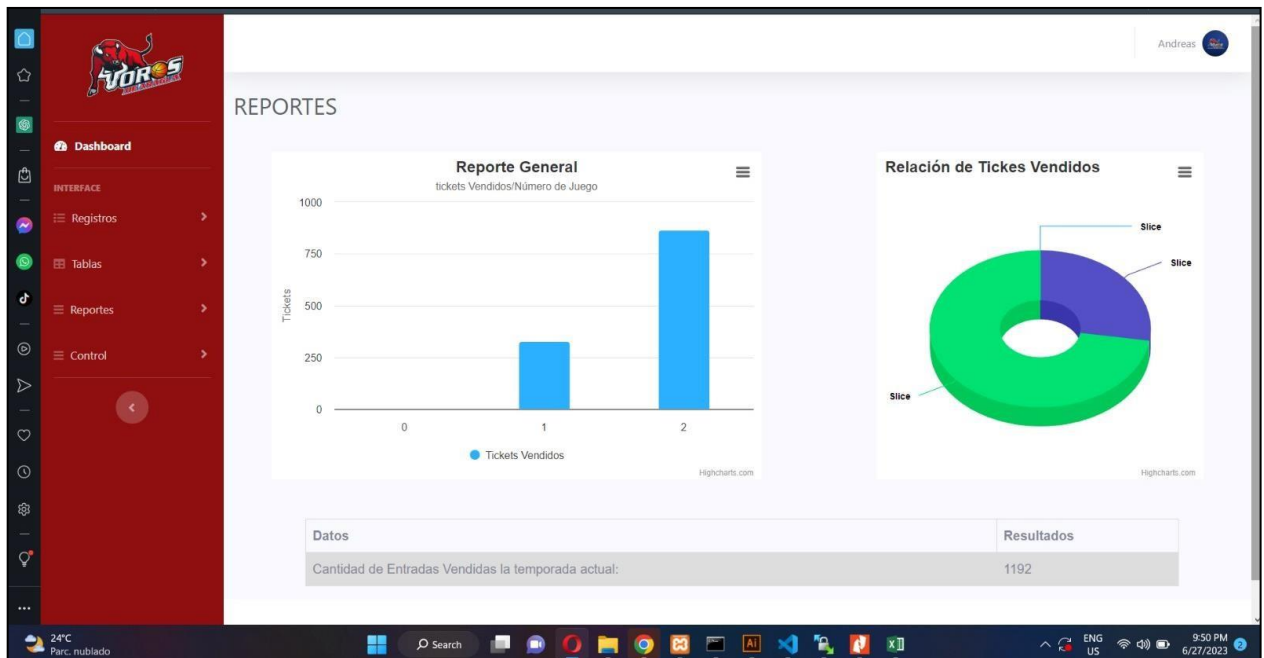 VOROS
Andreas
REPORTES
Dashboard
INTERFACE
Registros
Tablas
Reportes
Control
Reporte General
tickets Vendidos/Número de Juego
1000
750
500
250
0
Tickets
0 1 2
Tickets Vendidos
Highcharts.com
Relación de Tickes Vendidos
Slice
Slice
Slice
Highcharts.com
Datos Resultados
Cantidad de Entradas Vendidas la temporada actual: 1192
24°C
Parc. nublado
Search
Ai
ENG
US
9:50 PM
6/27/2023
2